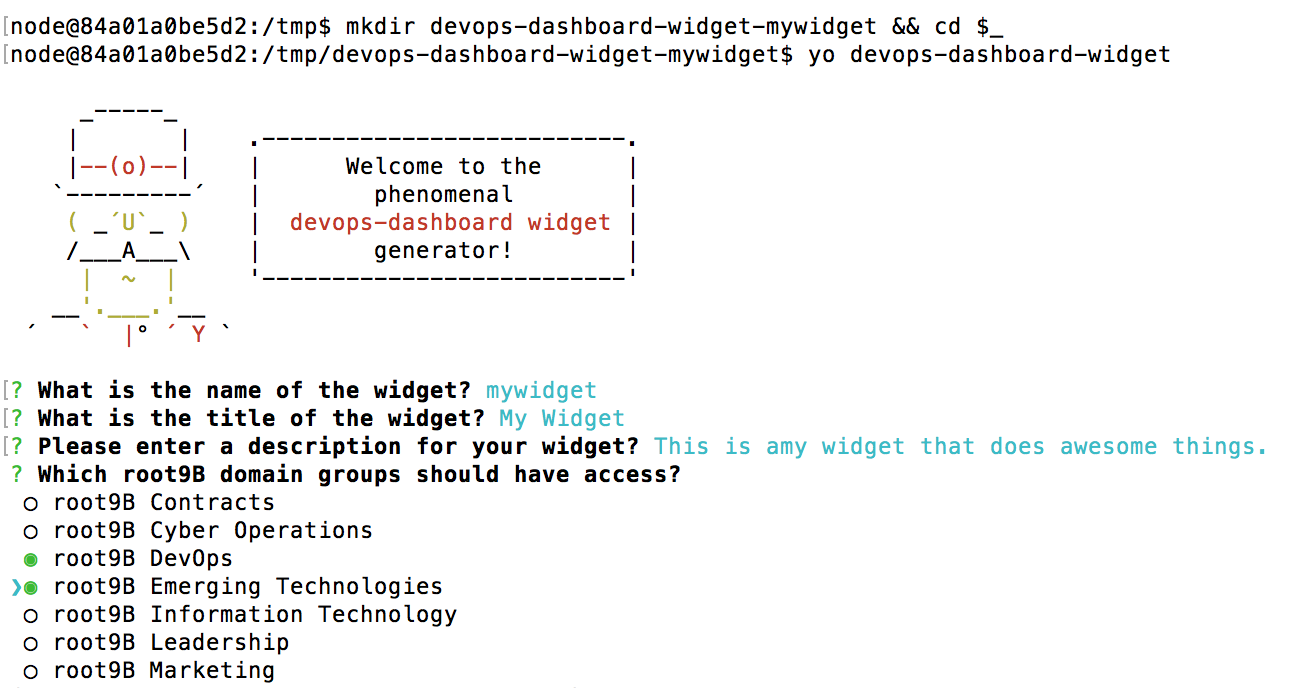 [node@84a01a0be5d2:/tmp$ mkdir devops-dashboard-widget-mywidget && cd $_
[node@84a01a0be5d2:/tmp/devops-dashboard-widget-mywidget$ yo devops-dashboard-widget
     _-----_
    |       |    .--------------------------.
    |--(o)--|    |      Welcome to the      |
   `---------´   |        phenomenal        |
    ( _´U`_ )    |  devops-dashboard widget |
    /___A___\    |        generator!        |
     |  ~  |     '--------------------------'
   __'.___.'__
 ´   `  |° ´ Y `
[? What is the name of the widget? mywidget
[? What is the title of the widget? My Widget
[? Please enter a description for your widget? This is amy widget that does awesome things.
? Which root9B domain groups should have access?
○ root9B Contracts
○ root9B Cyber Operations
◉ root9B DevOps
❯◉ root9B Emerging Technologies
○ root9B Information Technology
○ root9B Leadership
○ root9B Marketing